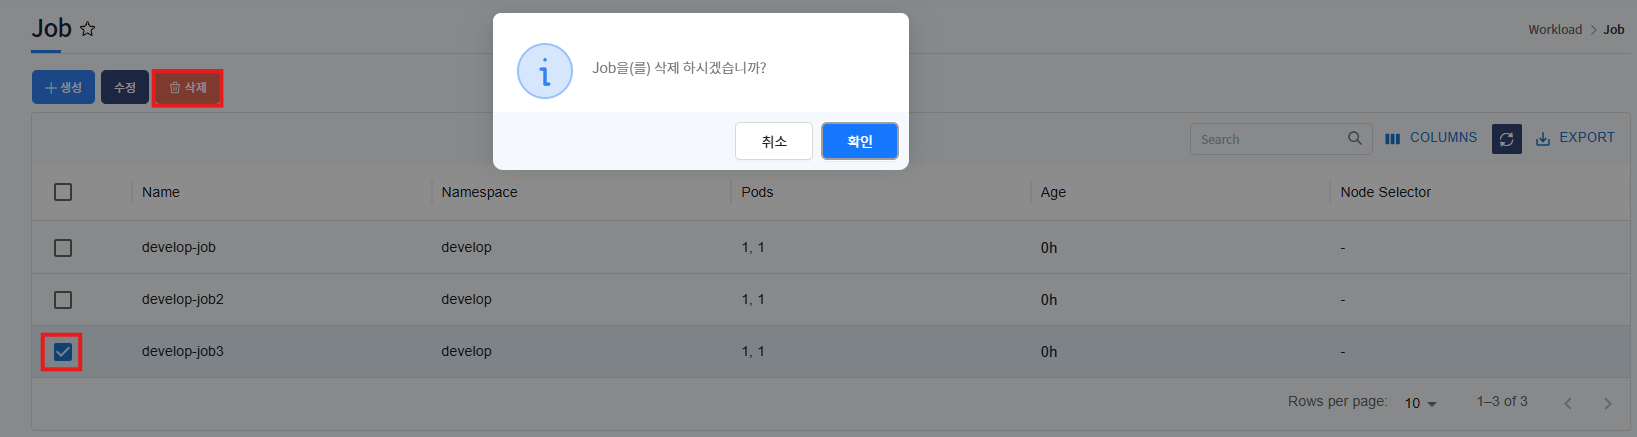 Job
Workload > Job
Job을(를) 삭제 하시겠습니까?
취소 확인
생성 수정 삭제
Search COLUMNS EXPORT
Name Namespace Pods Age Node Selector
develop-job develop 1, 1 0h -
develop-job2 develop 1, 1 0h -
develop-job3 develop 1, 1 0h -
Rows per page: 10 1–3 of 3